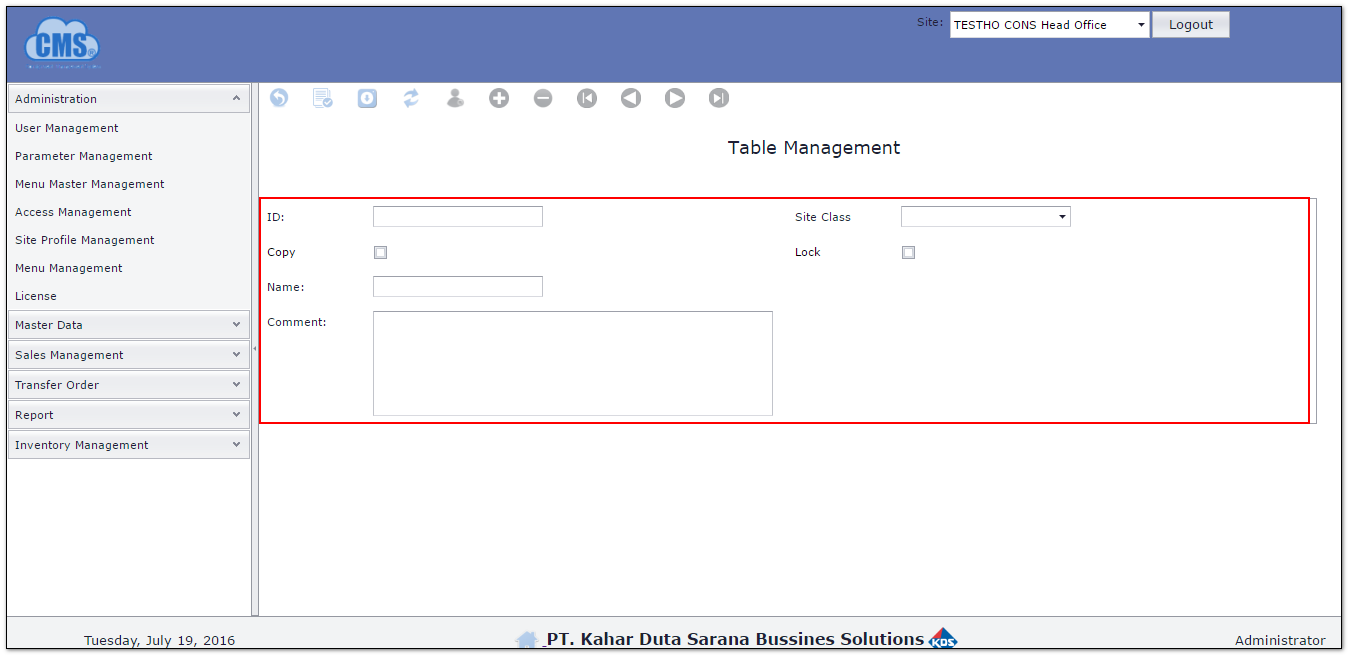 CMS®
Site: TESTHO CONS Head Office Logout
Administration
User Management
Parameter Management
Menu Master Management
Access Management
Site Profile Management
Menu Management
License
Master Data
Sales Management
Transfer Order
Report
Inventory Management
Table Management
ID:
Site Class
Copy
Lock
Name:
Comment:
Tuesday, July 19, 2016
PT. Kahar Duta Sarana Bussines Solutions KDS
Administrator